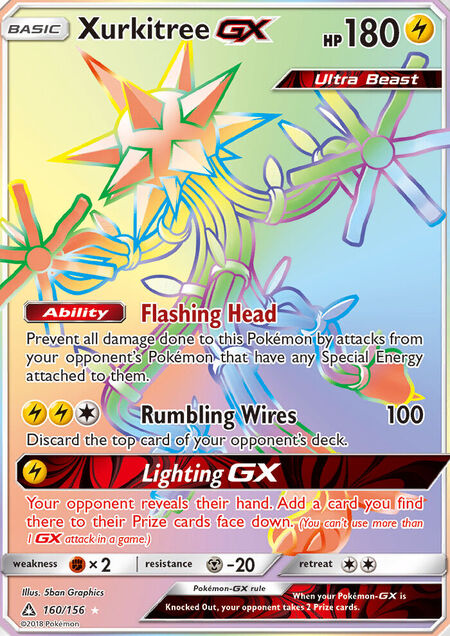 BASIC Xurkitree GX HP 180
Ultra Beast
Ability Flashing Head
Prevent all damage done to this Pokémon by attacks from
your opponent's Pokémon that have any Special Energy
attached to them.
Rumbling Wires 100
Discard the top card of your opponent's deck.
Lighting GX
Your opponent reveals their hand. Add a card you find
there to their Prize cards face down. (You can't use more
than 1 GX attack in a game.)
weakness × 2 resistance -20 retreat
Illus. 5ban Graphics
Pokémon-GX rule
When your Pokémon-GX is
160/156
Knocked Out, your opponent takes 2 Prize cards.
©2018 Pokémon